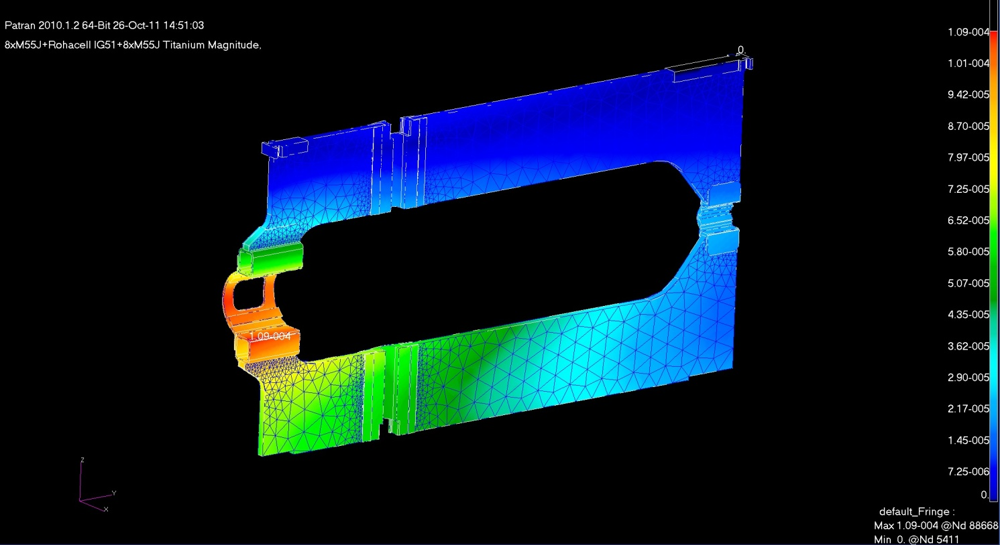 Patran 2010.1.2 64-Bit 26-Oct-11 14:51:03
8xM55J+Rohacell IG51+8xM55J Titanium Magnitude,
0.
1.09-004
1.09-004
1.01-004
9.42-005
8.70-005
7.97-005
7.25-005
6.52-005
5.80-005
5.07-005
4.35-005
3.62-005
2.90-005
2.17-005
1.45-005
7.25-006
0.
Z
Y
X
default_Fringe :
Max 1.09-004 @Nd 88668
Min 0. @Nd 5411